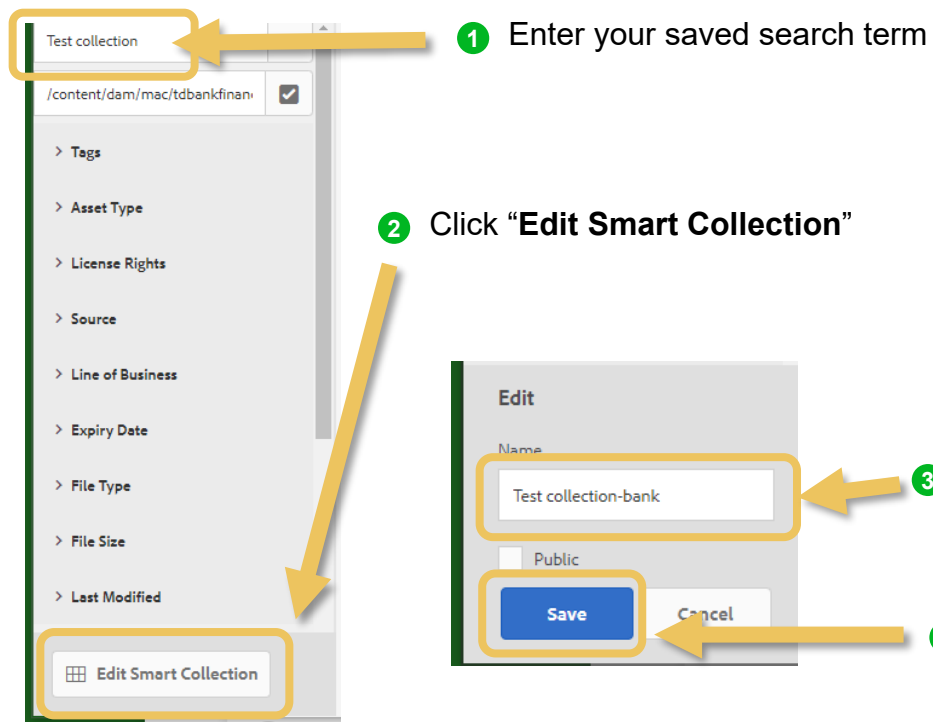 Test collection
1 Enter your saved search term
/content/dam/mac/tdbankfinan
> Tags
> Asset Type
2 Click “Edit Smart Collection”
> License Rights
> Source
> Line of Business
> Expiry Date
> File Type
> File Size
> Last Modified
Edit Smart Collection
Edit
Name
Test collection-bank
3
Public
Save Cancel